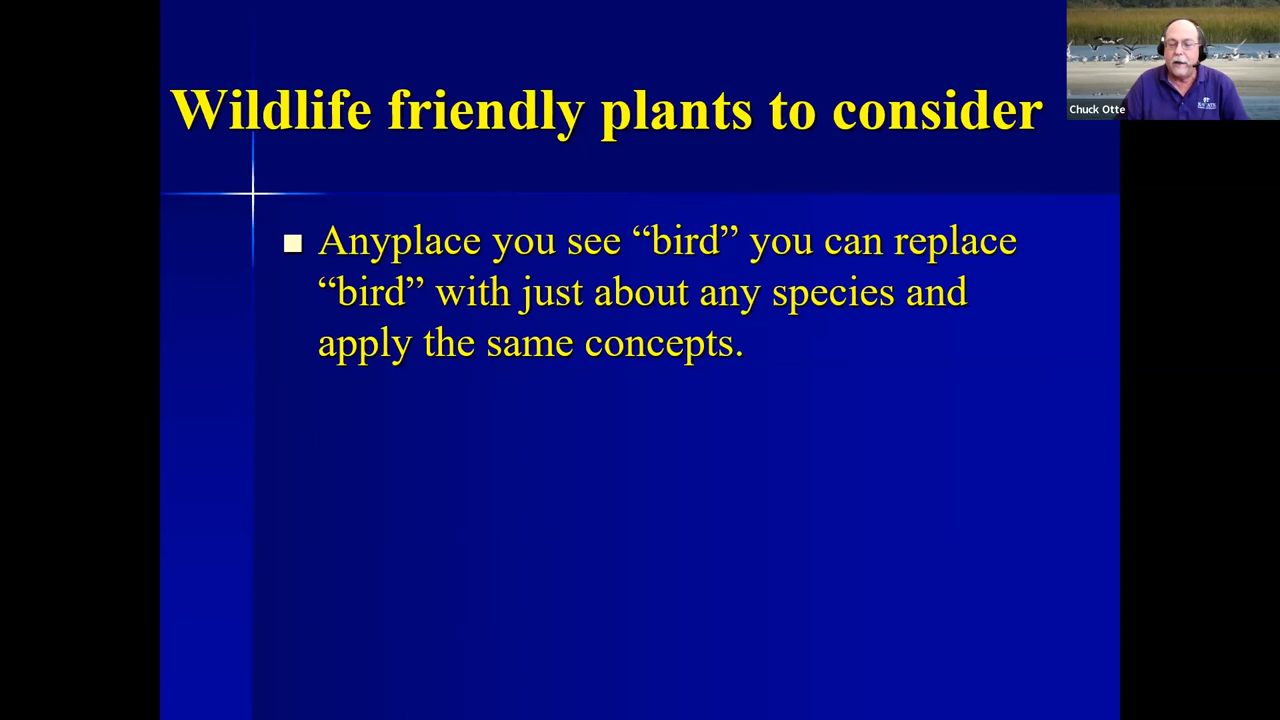 Wildlife friendly plants to consider
Anyplace you see “bird” you can replace
“bird” with just about any species and
apply the same concepts.
Chuck Otte